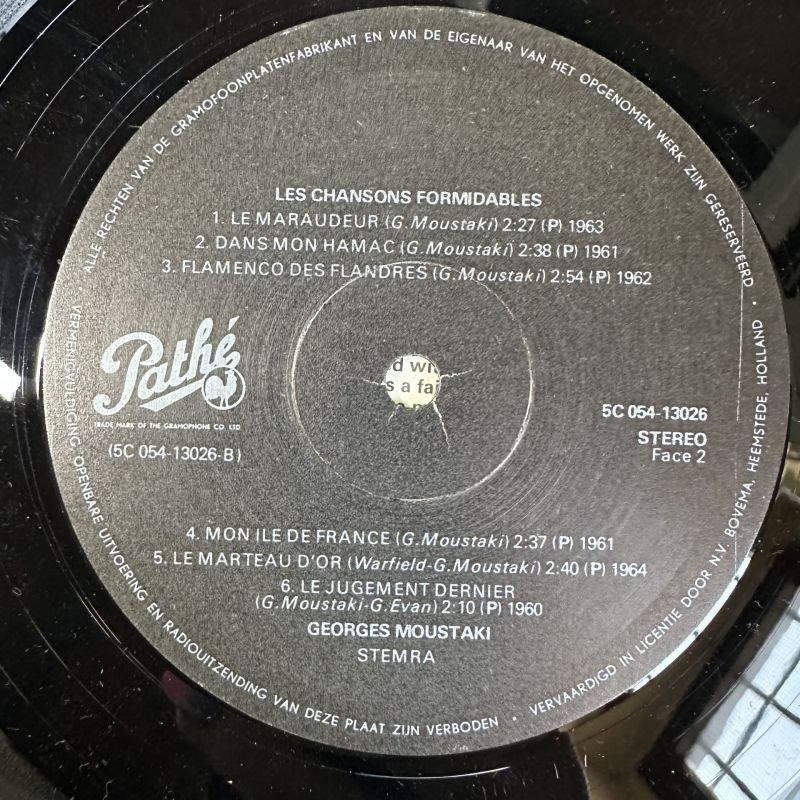 ALLE RECHTEN VAN DE GRAMOFOONPLATENFABRIKANT EN VAN DE EIGENAAR VAN HET OPGENOMEN WERK ZIJN GERESERVEERD ·
LES CHANSONS FORMIDABLES
1. LE MARAUDEUR (G.Moustaki) 2:27 (P) 1963
2. DANS MON HAMAC (G.Moustaki) 2:38 (P) 1961
3. FLAMENCO DES FLANDRES (G.Moustaki) 2:54 (P) 1962
Pathé
TRADE MARK OF THE GRAMOPHONE CO. LTD
(5C 054-13026-B)
d wi
s a fai
5C 054-13026
STEREO
Face 2
4. MON ILE DE FRANCE (G.Moustaki) 2:37 (P) 1961
5. LE MARTEAU D'OR (Warfield-G.Moustaki) 2:40 (P) 1964
6. LE JUGEMENT DERNIER
(G.Moustaki-G.Evan) 2:10 (P) 1960
GEORGES MOUSTAKI
STEMRA
VERMENIGVULDIGING, OPENBARE UITVOERING EN RADIOUITZENDING VAN DEZE PLAAT ZIJN VERBODEN ·
VERVAARDIGD IN LICENTIE DOOR N.V. BOVEMA, HEEMSTEDE, HOLLAND ·